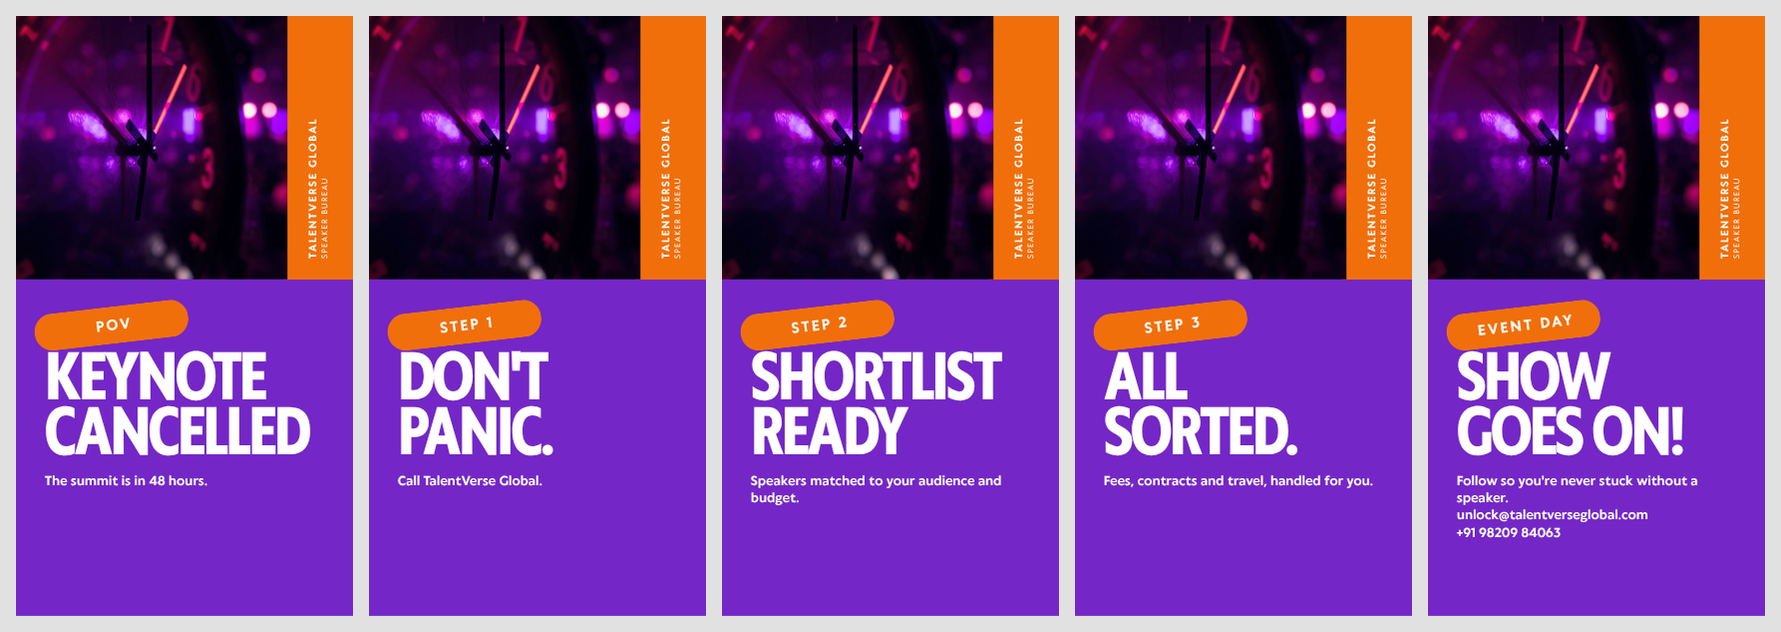 TALENTVERSE GLOBAL
SPEAKER BUREAU
POV
KEYNOTE
CANCELLED
The summit is in 48 hours.
TALENTVERSE GLOBAL
SPEAKER BUREAU
STEP 1
DON'T
PANIC.
Call TalentVerse Global.
TALENTVERSE GLOBAL
SPEAKER BUREAU
STEP 2
SHORTLIST
READY
Speakers matched to your audience and
budget.
TALENTVERSE GLOBAL
SPEAKER BUREAU
STEP 3
ALL
SORTED.
Fees, contracts and travel, handled for you.
TALENTVERSE GLOBAL
SPEAKER BUREAU
EVENT DAY
SHOW
GOES ON!
Follow so you're never stuck without a
speaker.
unlock@talentverseglobal.com
+91 98209 84063